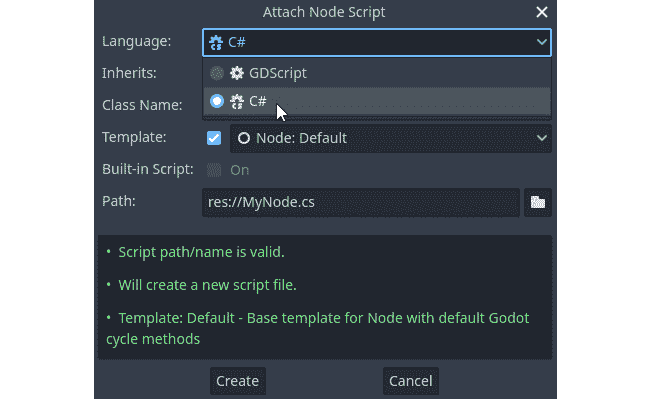 Attach Node Script
Language: C#
Inherits: GDScript
Class Name: C#
Template: Node: Default
Built-in Script: On
Path: res://MyNode.cs
• Script path/name is valid.
• Will create a new script file.
• Template: Default - Base template for Node with default Godot
cycle methods
Create Cancel